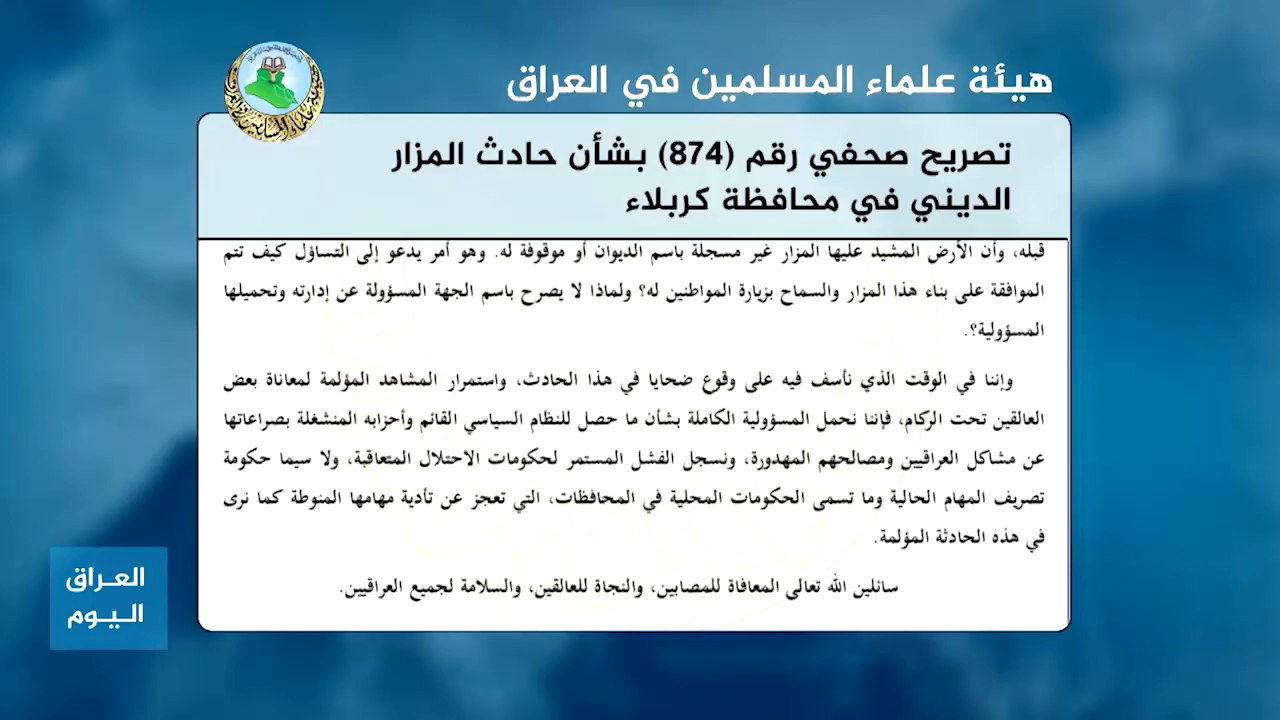 هيئة علماء المسلمين في العراق
تصريح صحفي رقم (874) بشأن حادث المزار
الديني في محافظة كربلاء
قبله، وأن الأرض المشيد عليها المزار غير مسجلة باسم الديوان أو موقوفة له. وهو أمر يدعو إلى التساؤل كيف تتم
الموافقة على بناء هذا المزار والسماح بزيارة المواطنين له؟ ولماذا لا يصرح باسم الجهة المسؤولة عن إدارته وتحميلها
المسؤولية؟.
وإننا في الوقت الذي نأسف فيه على وقوع ضحايا في هذا الحادث، واستمرار المشاهد المؤلمة لمعاناة بعض
العالقين تحت الركام، فإننا نحمل المسؤولية الكاملة بشأن ما حصل للنظام السياسي القائم وأحزابه المنشغلة بصراعاتها
عن مشاكل العراقيين ومصالحهم المهدورة، ونسجل الفشل المستمر لحكومات الاحتلال المتعاقبة، ولا سيما حكومة
تصريف المهام الحالية وما تسمى الحكومات المحلية في المحافظات، التي تعجز عن تأدية مهامها المنوطة كما نرى
في هذه الحادثة المؤلمة.
سائلين الله تعالى المعافاة للمصابين، والنجاة للعالقين، والسلامة لجميع العراقيين.
العراق
اليوم